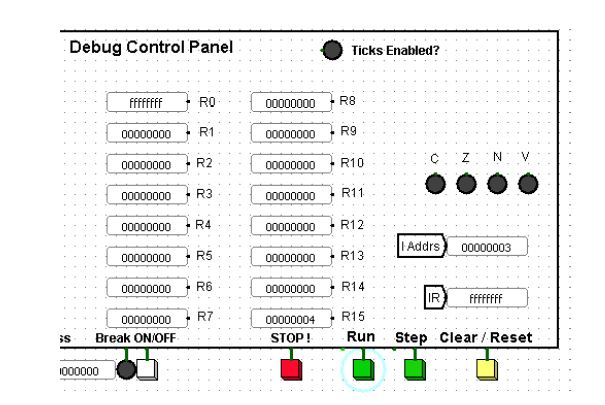 Debug Control Panel Ticks Enabled?
ffffffff R0 00000000 R8
00000000 R1 00000000 R9
00000000 R2 00000000 R10 C Z N V
00000000 R3 00000000 R11
00000000 R4 00000000 R12
00000000 R5 00000000 R13 I Addrs 00000003
00000000 R6 00000000 R14 IR ffffffff
00000000 R7 00000004 R15
ss Break ON/OFF STOP ! Run Step Clear / Reset
0000000